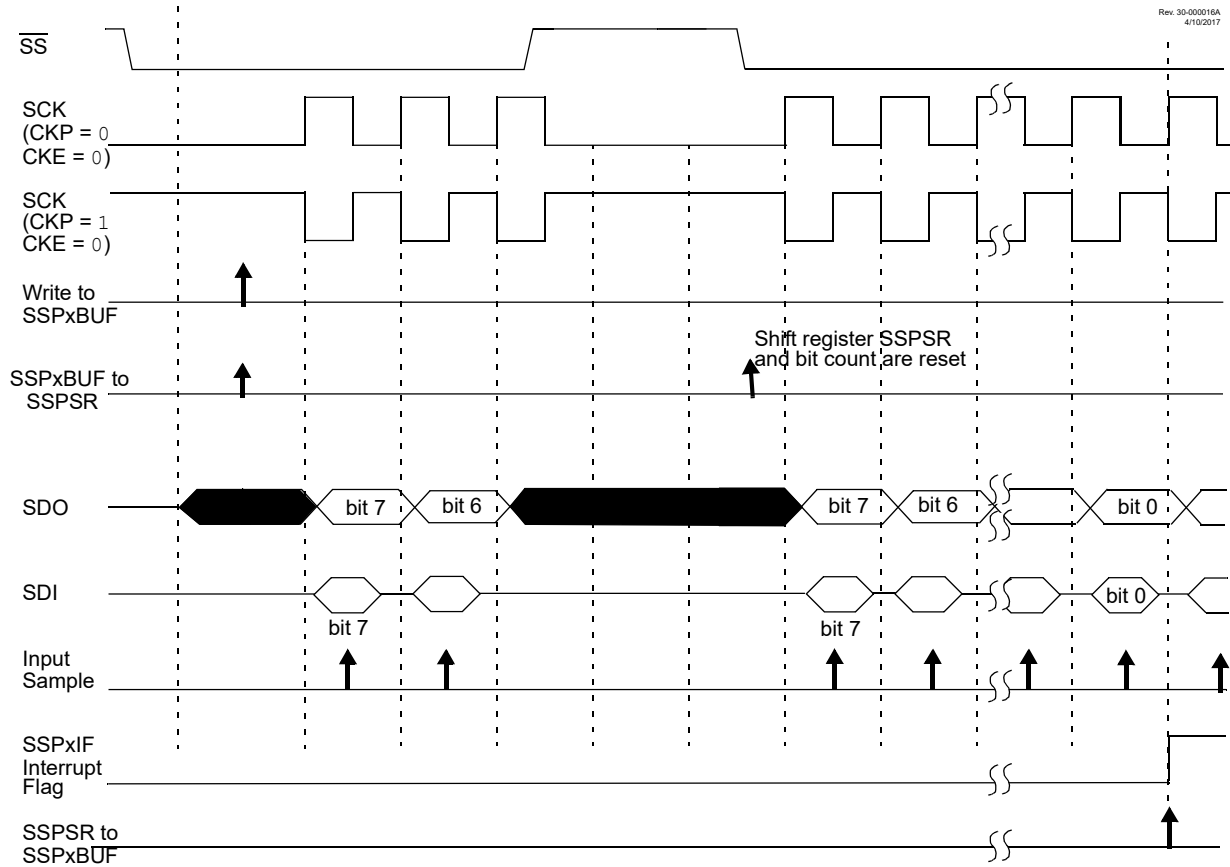 Rev. 30-000016A
4/10/2017
SS
SCK
(CKP = 0
CKE = 0)
SCK
(CKP = 1
CKE = 0)
Write to
SSPxBUF
Shift register SSPSR
and bit count are reset
SSPxBUF to
SSPSR
SDO
bit 7
bit 6
bit 7
bit 6
bit 0
SDI
bit 0
bit 7
bit 7
Input
Sample
SSPxIF
Interrupt
Flag
SSPSR to
SSPxBUF